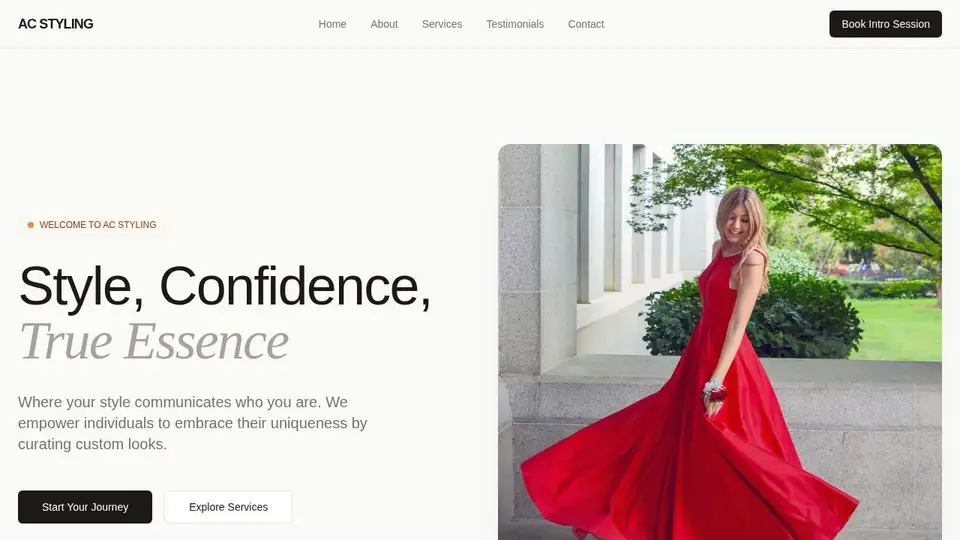 AC STYLING
Home
About
Services
Testimonials
Contact
Book Intro Session
WELCOME TO AC STYLING
Style, Confidence,
True Essence
Where your style communicates who you are. We
empower individuals to embrace their uniqueness by
curating custom looks.
Start Your Journey
Explore Services